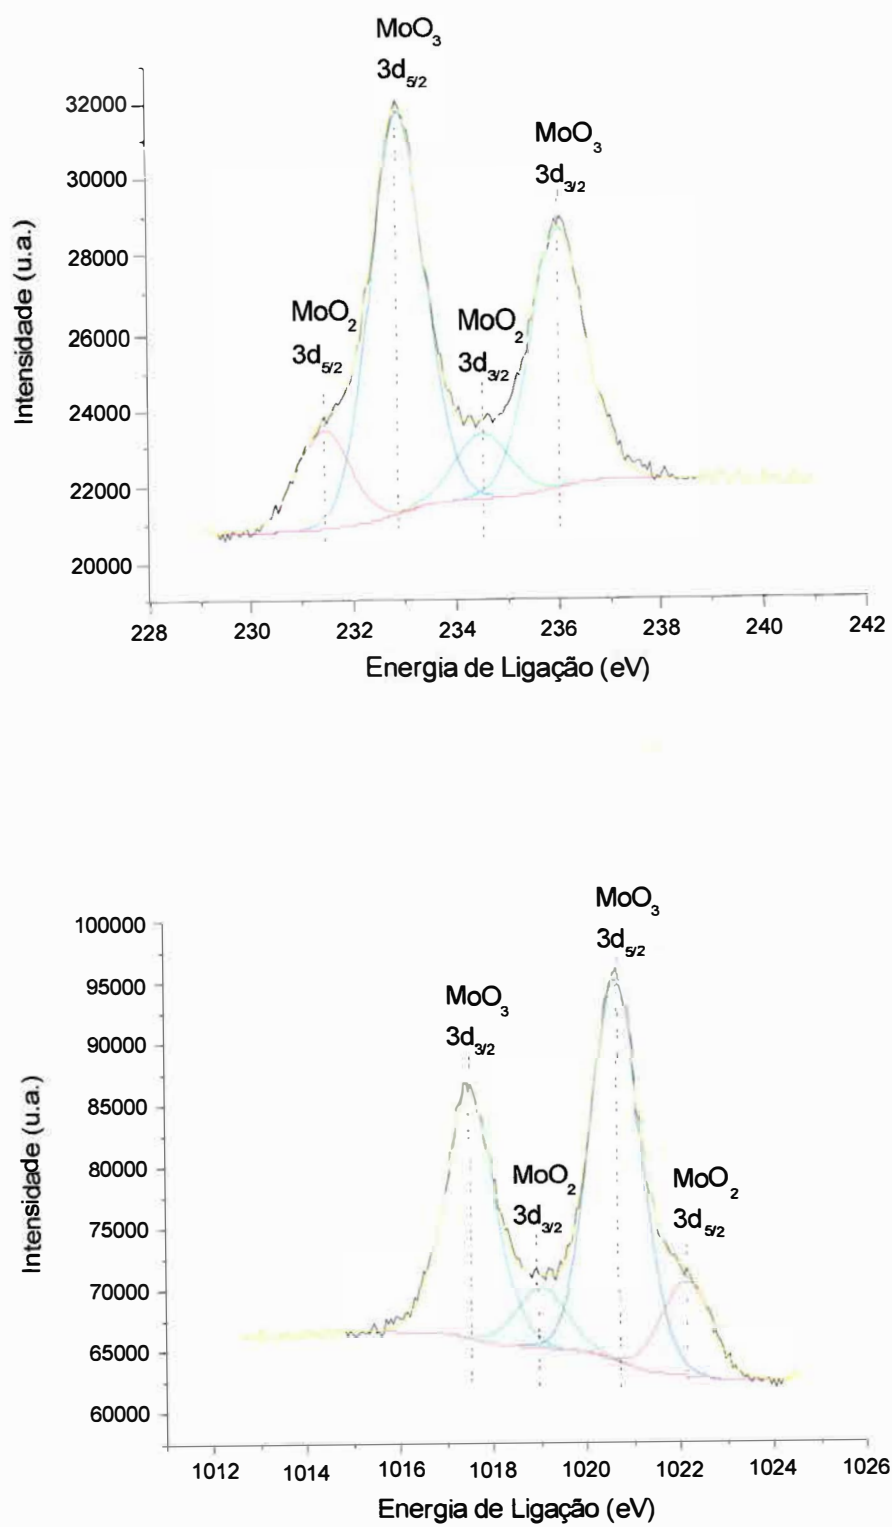 MoO3
3d5/2
32000
MoO3
3d3/2
30000
28000
MoO2
3d5/2
MoO2
3d3/2
26000
24000
22000
20000
Intensidade (u.a.)
228 230 232 234 236 238 240 242
Energia de Ligação (eV)
MoO3
3d5/2
100000
95000
MoO3
3d3/2
90000
85000
80000
MoO2
3d3/2
MoO2
3d5/2
75000
70000
65000
60000
Intensidade (u.a.)
1012 1014 1016 1018 1020 1022 1024 1026
Energia de Ligação (eV)